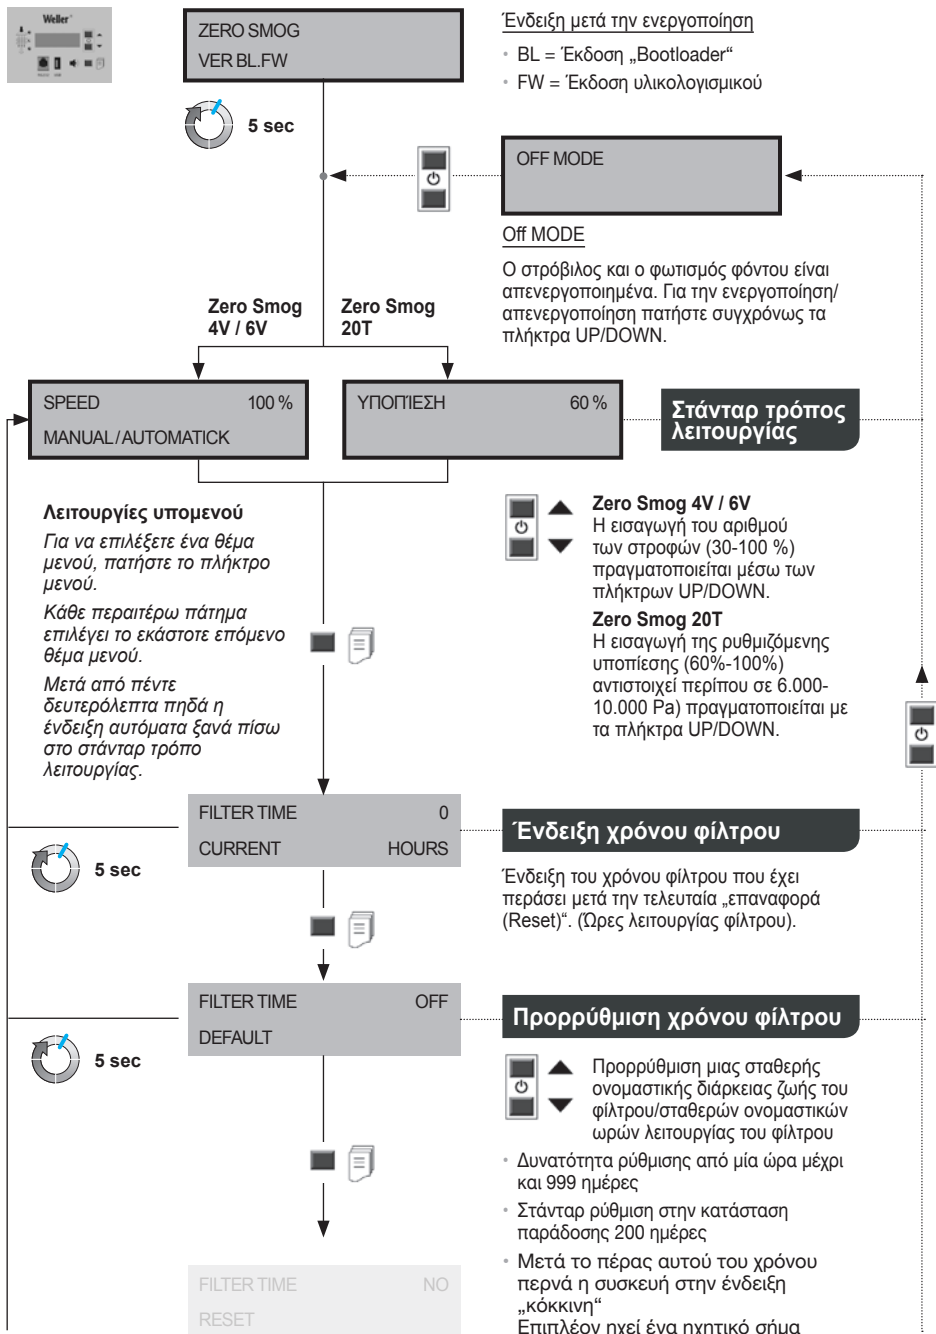 Weller
ZERO SMOG
VER BL.FW
Ένδειξη μετά την ενεργοποίηση
• BL = Έκδοση „Bootloader“
• FW = Έκδοση υλικολογισμικού
5 sec
OFF MODE
Off MODE
Ο στρόβιλος και ο φωτισμός φόντου είναι
απενεργοποιημένα. Για την ενεργοποίηση/
απενεργοποίηση πατήστε συγχρόνως τα
πλήκτρα UP/DOWN.
Zero Smog
4V / 6V
Zero Smog
20T
SPEED 100 %
MANUAL / AUTOMATICK
ΥΠΟΠΊΕΣΗ 60 %
Στάνταρ τρόπος
λειτουργίας
Λειτουργίες υπομενού
Για να επιλέξετε ένα θέμα
μενού, πατήστε το πλήκτρο
μενού.
Κάθε περαιτέρω πάτημα
επιλέγει το εκάστοτε επόμενο
θέμα μενού.
Μετά από πέντε
δευτερόλεπτα πηδά η
ένδειξη αυτόματα ξανά πίσω
στο στάνταρ τρόπο
λειτουργίας.
Zero Smog 4V / 6V
Η εισαγωγή του αριθμού
των στροφών (30-100 %)
πραγματοποιείται μέσω των
πλήκτρων UP/DOWN.
Zero Smog 20T
Η εισαγωγή της ρυθμιζόμενης
υποπίεσης (60%-100%)
αντιστοιχεί περίπου σε 6.000-
10.000 Pa) πραγματοποιείται με
τα πλήκτρα UP/DOWN.
FILTER TIME 0
CURRENT HOURS
5 sec
Ένδειξη χρόνου φίλτρου
Ένδειξη του χρόνου φίλτρου που έχει
περάσει μετά την τελευταία „επαναφορά
(Reset)“. (Ώρες λειτουργίας φίλτρου).
FILTER TIME OFF
DEFAULT
5 sec
Προρρύθμιση χρόνου φίλτρου
Προρρύθμιση μιας σταθερής
ονομαστικής διάρκειας ζωής του
φίλτρου/σταθερών ονομαστικών
ωρών λειτουργίας του φίλτρου
• Δυνατότητα ρύθμισης από μία ώρα μέχρι
και 999 ημέρες
• Στάνταρ ρύθμιση στην κατάσταση
παράδοσης 200 ημέρες
• Μετά το πέρας αυτού του χρόνου
περνά η συσκευή στην ένδειξη
„κόκκινη“
Επιπλέον ηχεί ένα ηχητικό σήμα
FILTER TIME NO
RESET